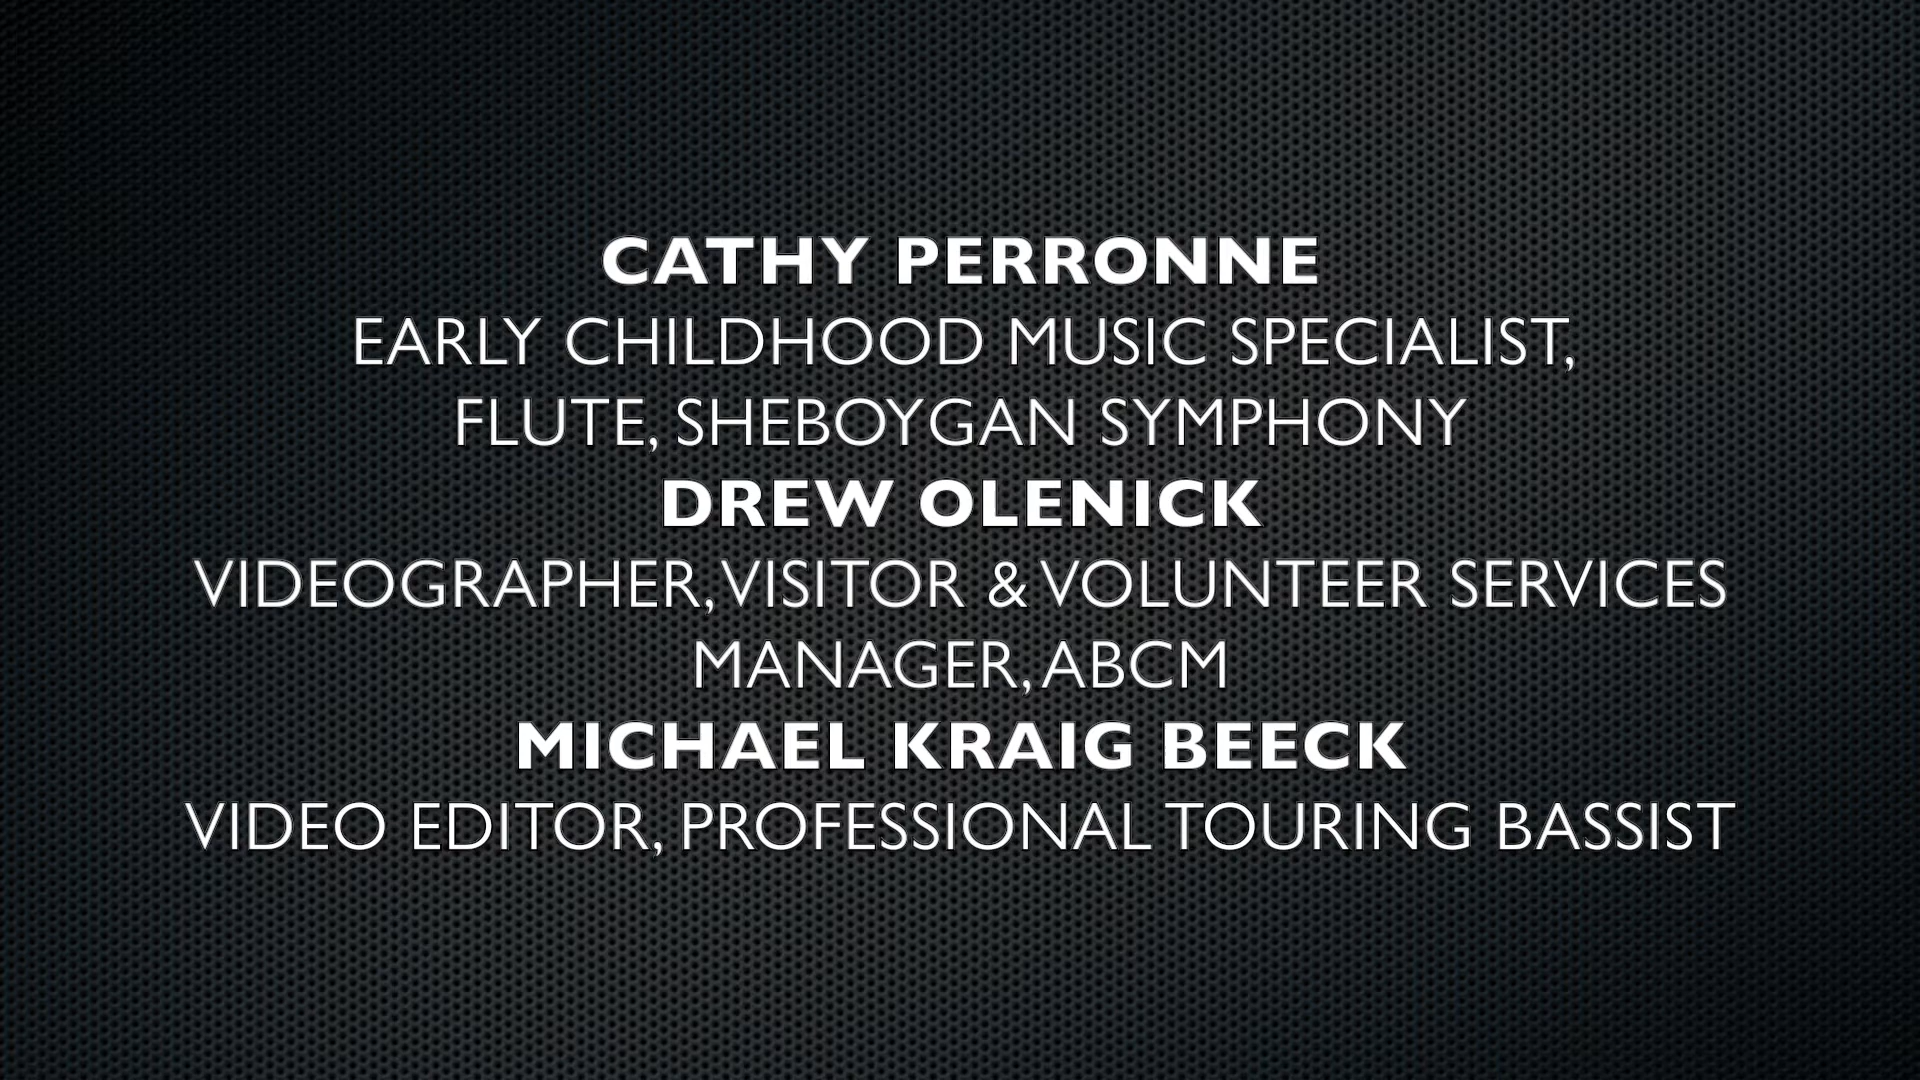 CATHY PERRONNE
EARLY CHILDHOOD MUSIC SPECIALIST,
FLUTE, SHEBOYGAN SYMPHONY
DREW OLENICK
VIDEOGRAPHER, VISITOR & VOLUNTEER SERVICES
MANAGER, ABCM
MICHAEL KRAIG BEECK
VIDEO EDITOR, PROFESSIONAL TOURING BASSIST